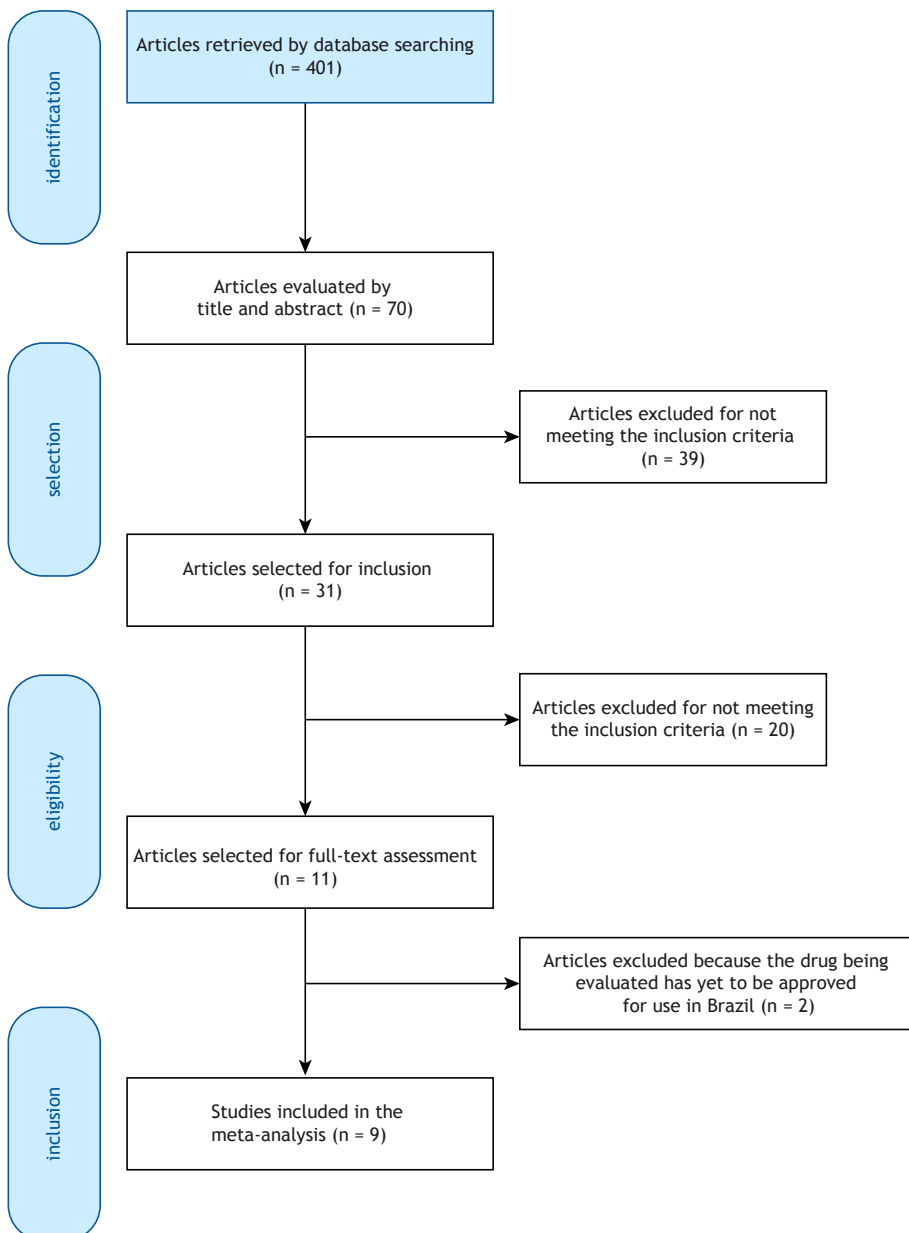 identification
Articles retrieved by database searching
(n = 401)
Articles evaluated by
title and abstract (n = 70)
selection
Articles excluded for not
meeting the inclusion criteria
(n = 39)
Articles selected for inclusion
(n = 31)
eligibility
Articles excluded for not meeting
the inclusion criteria (n = 20)
Articles selected for full-text assessment
(n = 11)
Articles excluded because the drug being
evaluated has yet to be approved
for use in Brazil (n = 2)
inclusion
Studies included in the
meta-analysis (n = 9)